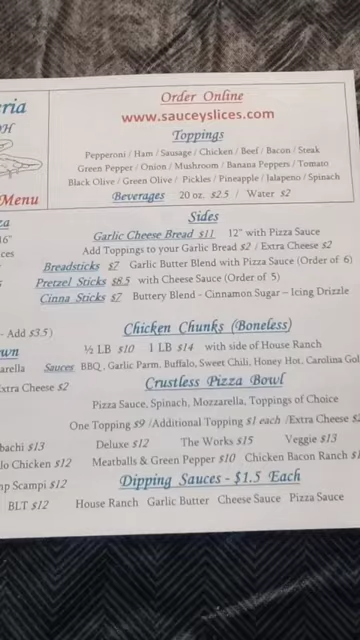 ria
Order Online
www.sauceyslices.com
OH
Toppings
Pepperoni / Ham / Sausage / Chicken / Beef / Bacon / Steak
Green Pepper / Onion / Mushroom / Banana Peppers / Tomato
Black Olive / Green Olive / Pickles / Pineapple / Jalapeno / Spinach
Menu
Beverages 20 oz. $2.5 / Water $2
za
Sides
16"
Garlic Cheese Bread $11 12" with Pizza Sauce
ces
Add Toppings to your Garlic Bread $2 / Extra Cheese $2
Breadsticks $7 Garlic Butter Blend with Pizza Sauce (Order of 6)
Pretzel Sticks $8.5 with Cheese Sauce (Order of 5)
Cinna Sticks $7 Buttery Blend - Cinnamon Sugar - Icing Drizzle
- Add $3.5)
Chicken Chunks (Boneless)
wn
½ LB $10 1 LB $14 with side of House Ranch
arella
Sauces BBQ, Garlic Parm, Buffalo, Sweet Chili, Honey Hot, Carolina Gol
Extra Cheese $2
Crustless Pizza Bowl
Pizza Sauce, Spinach, Mozzarella, Toppings of Choice
One Topping $9 /Additional Topping $1 each /Extra Cheese $2
bachi $13
Deluxe $12 The Works $15 Veggie $13
lo Chicken $12
Meatballs & Green Pepper $10 Chicken Bacon Ranch $1
mp Scampi $12
Dipping Sauces - $1.5 Each
BLT $12
House Ranch Garlic Butter Cheese Sauce Pizza Sauce